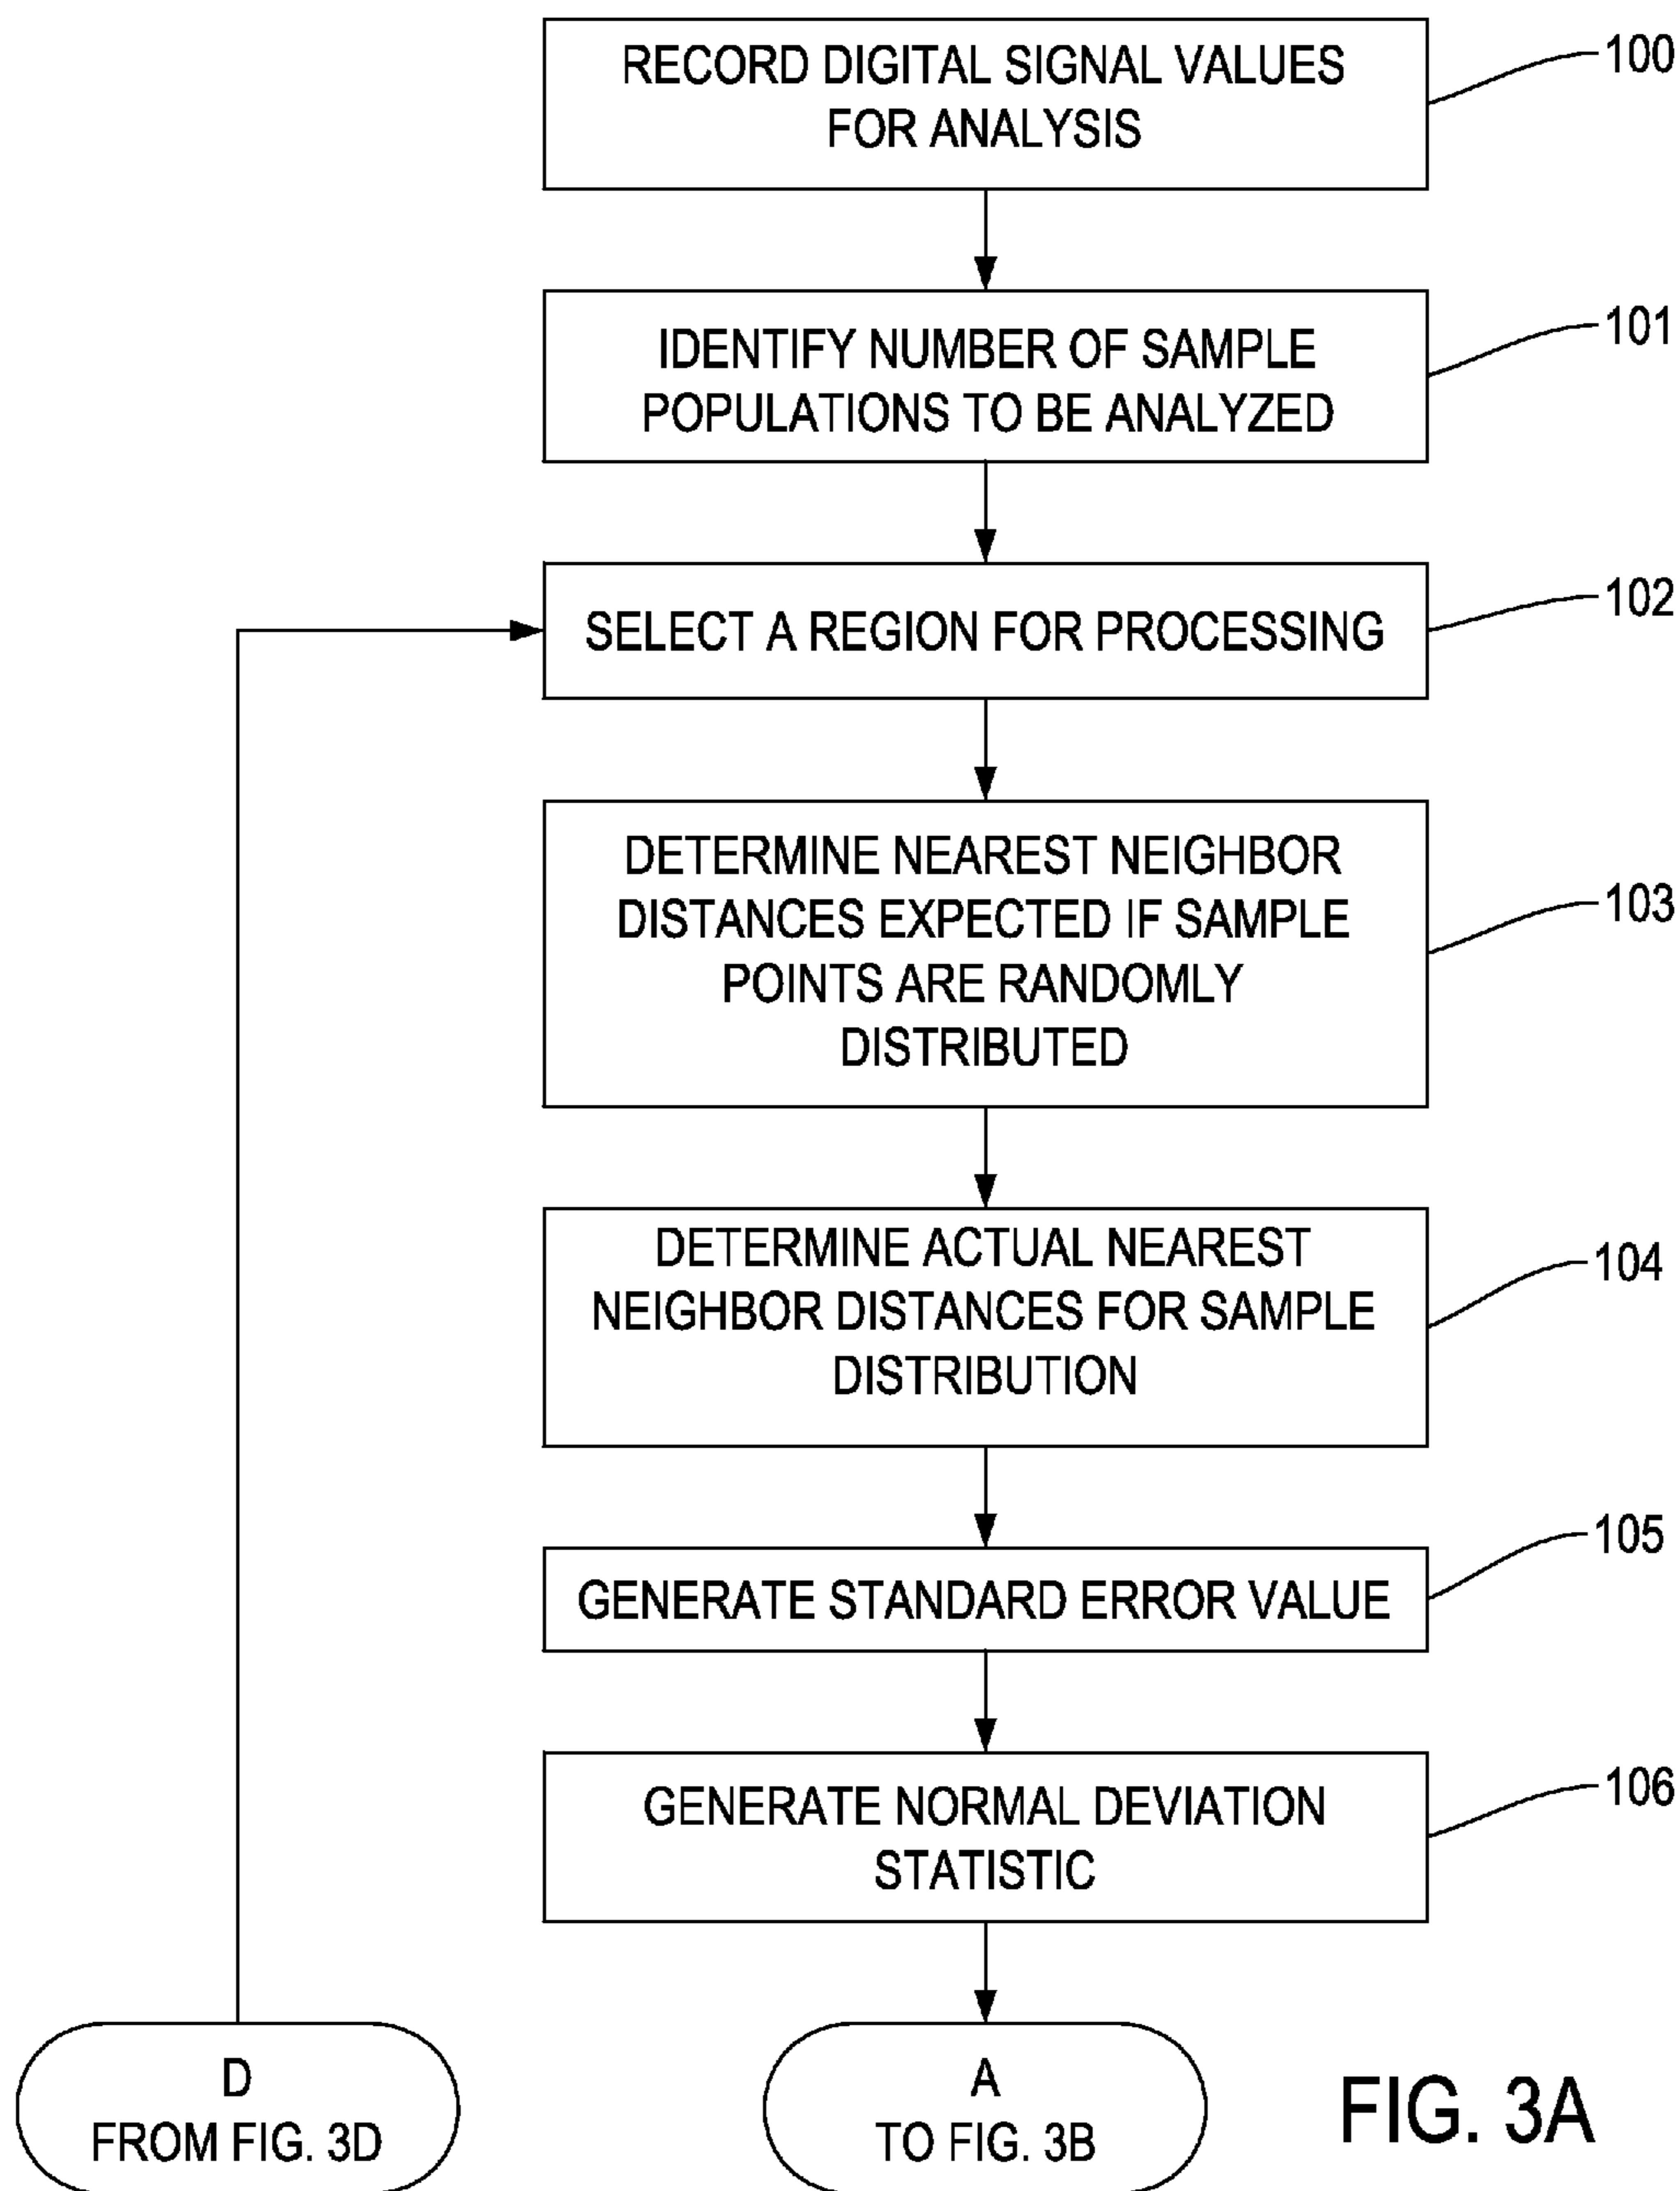 RECORD DIGITAL SIGNAL VALUES
FOR ANALYSIS
100
IDENTIFY NUMBER OF SAMPLE
POPULATIONS TO BE ANALYZED
101
SELECT A REGION FOR PROCESSING
102
DETERMINE NEAREST NEIGHBOR
DISTANCES EXPECTED IF SAMPLE
POINTS ARE RANDOMLY
DISTRIBUTED
103
DETERMINE ACTUAL NEAREST
NEIGHBOR DISTANCES FOR SAMPLE
DISTRIBUTION
104
GENERATE STANDARD ERROR VALUE
105
GENERATE NORMAL DEVIATION
STATISTIC
106
D
FROM FIG. 3D
A
TO FIG. 3B
FIG. 3A